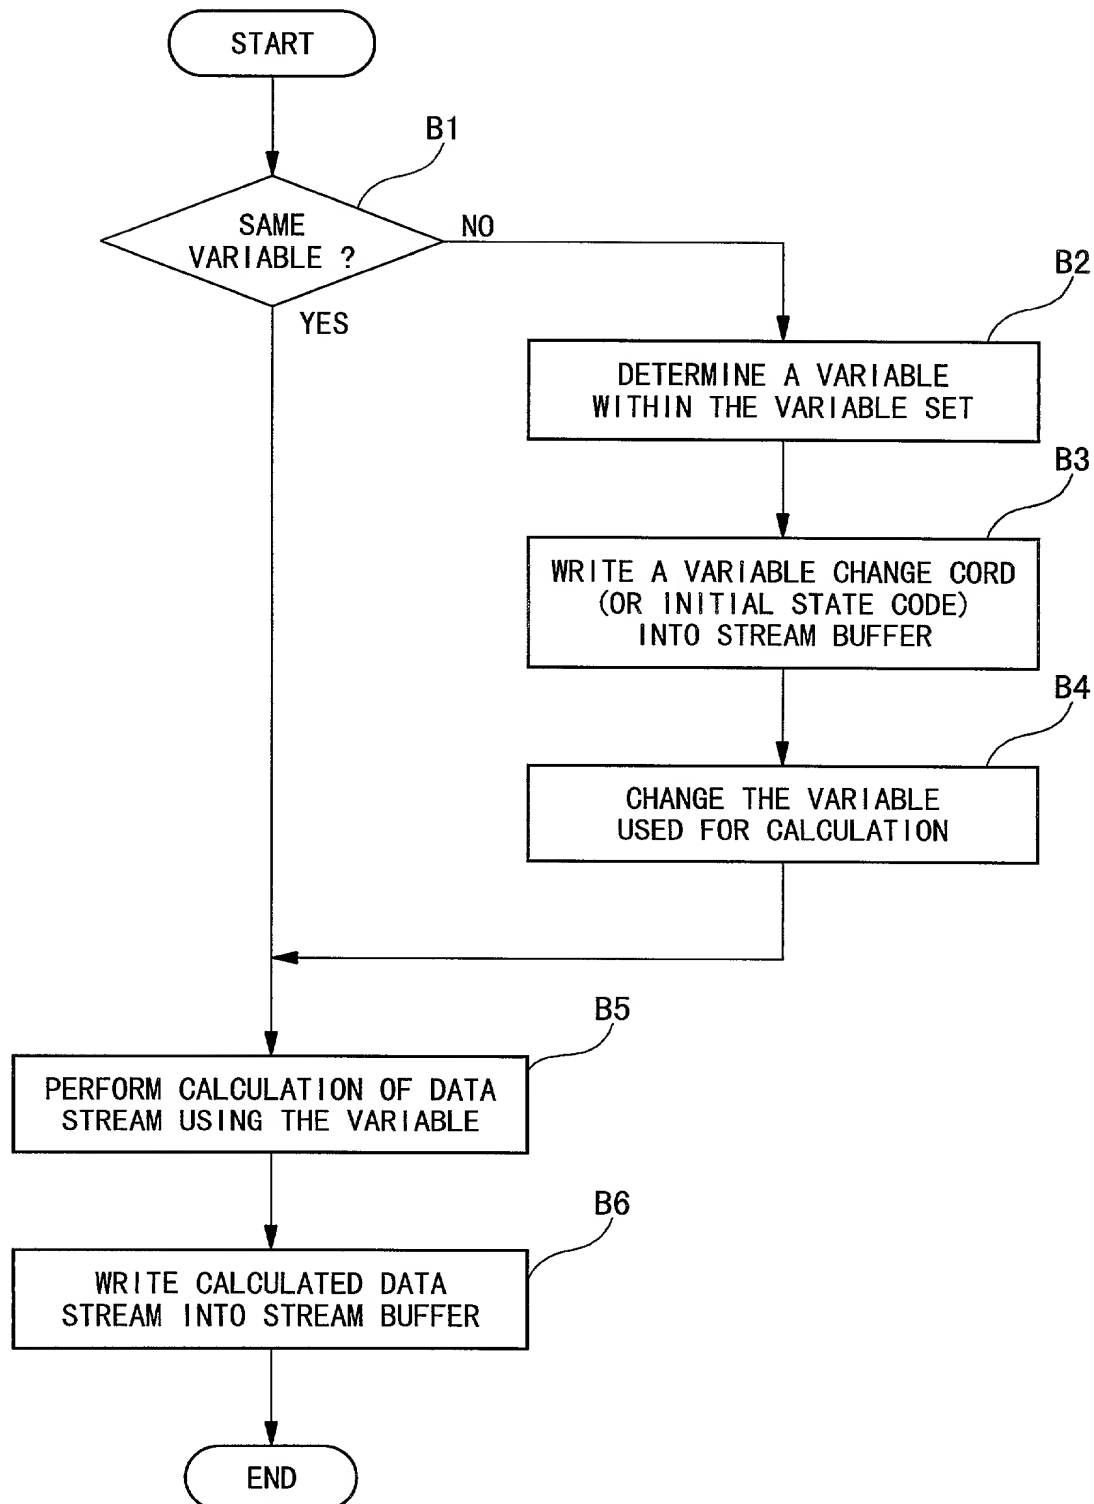 START
B1
SAME
VARIABLE ?
NO
YES
B2
DETERMINE A VARIABLE
WITHIN THE VARIABLE SET
B3
WRITE A VARIABLE CHANGE CORD
(OR INITIAL STATE CODE)
INTO STREAM BUFFER
B4
CHANGE THE VARIABLE
USED FOR CALCULATION
B5
PERFORM CALCULATION OF DATA
STREAM USING THE VARIABLE
B6
WRITE CALCULATED DATA
STREAM INTO STREAM BUFFER
END